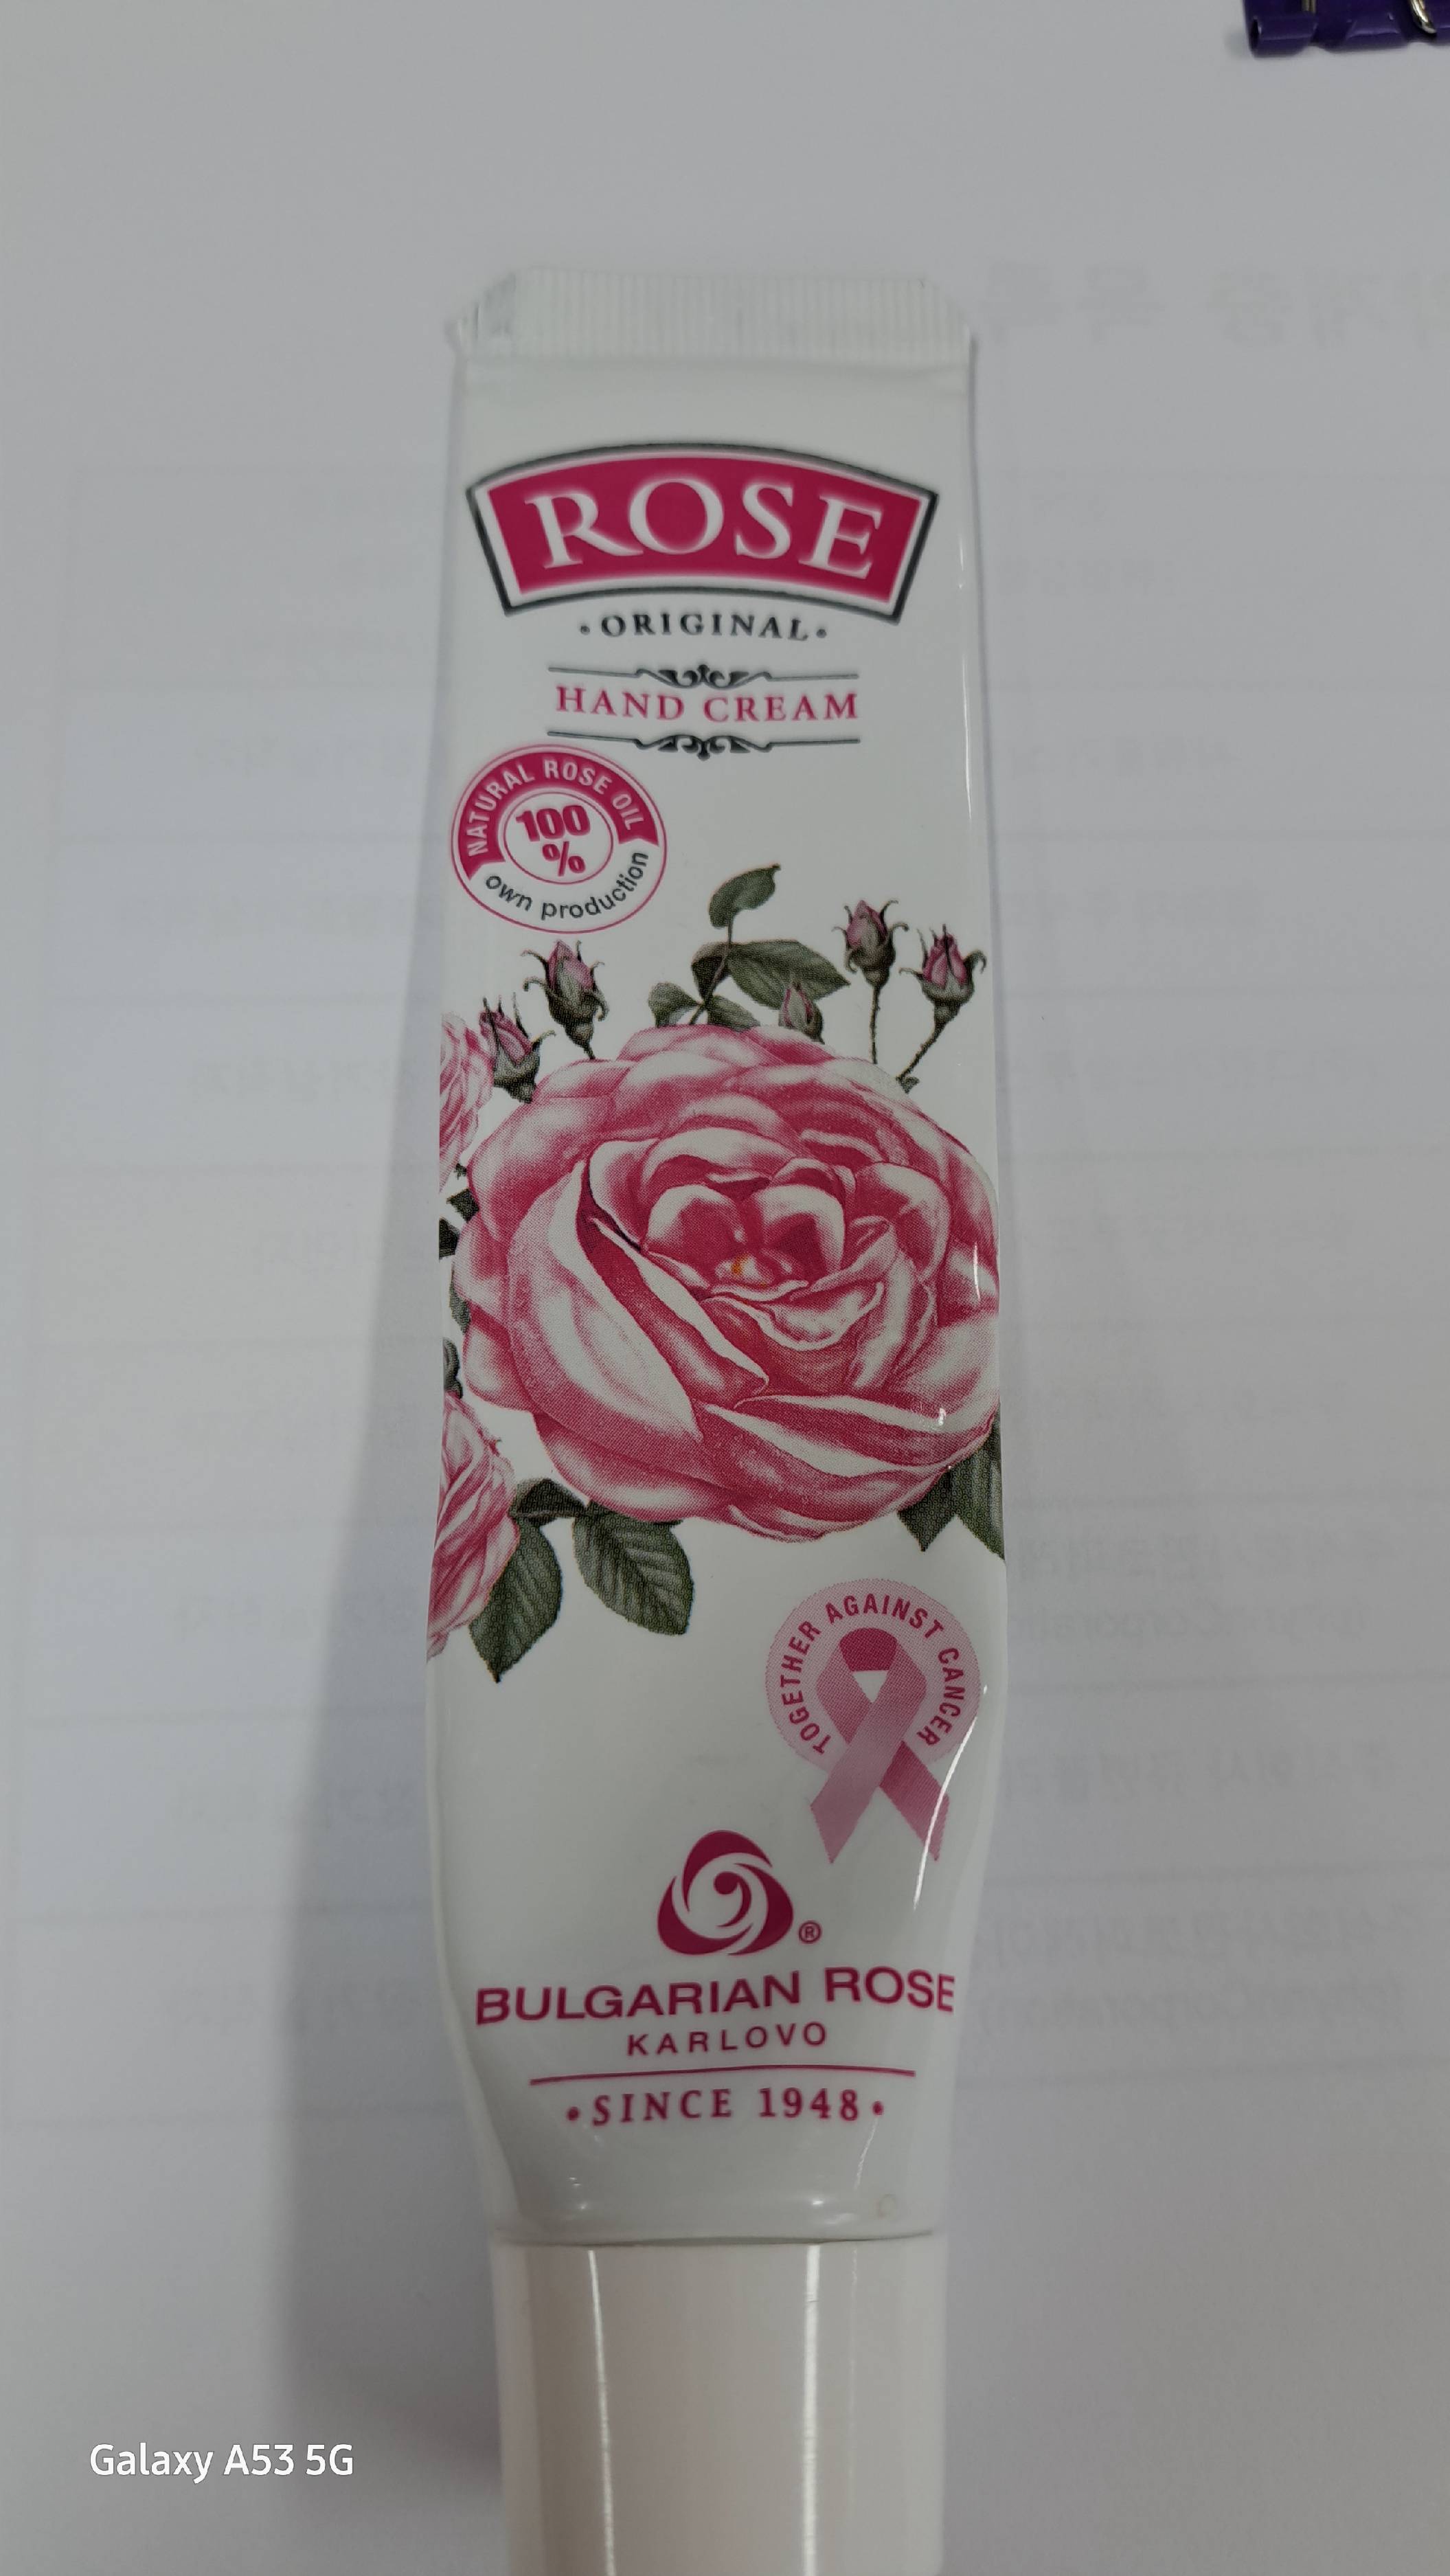 ROSE
• ORIGINAL •
HAND CREAM
NATURAL ROSE OIL
100
%
own production
TOGETHER AGAINST CANCER
®
BULGARIAN ROSE
KARLOVO
• SINCE 1948 •
Galaxy A53 5G